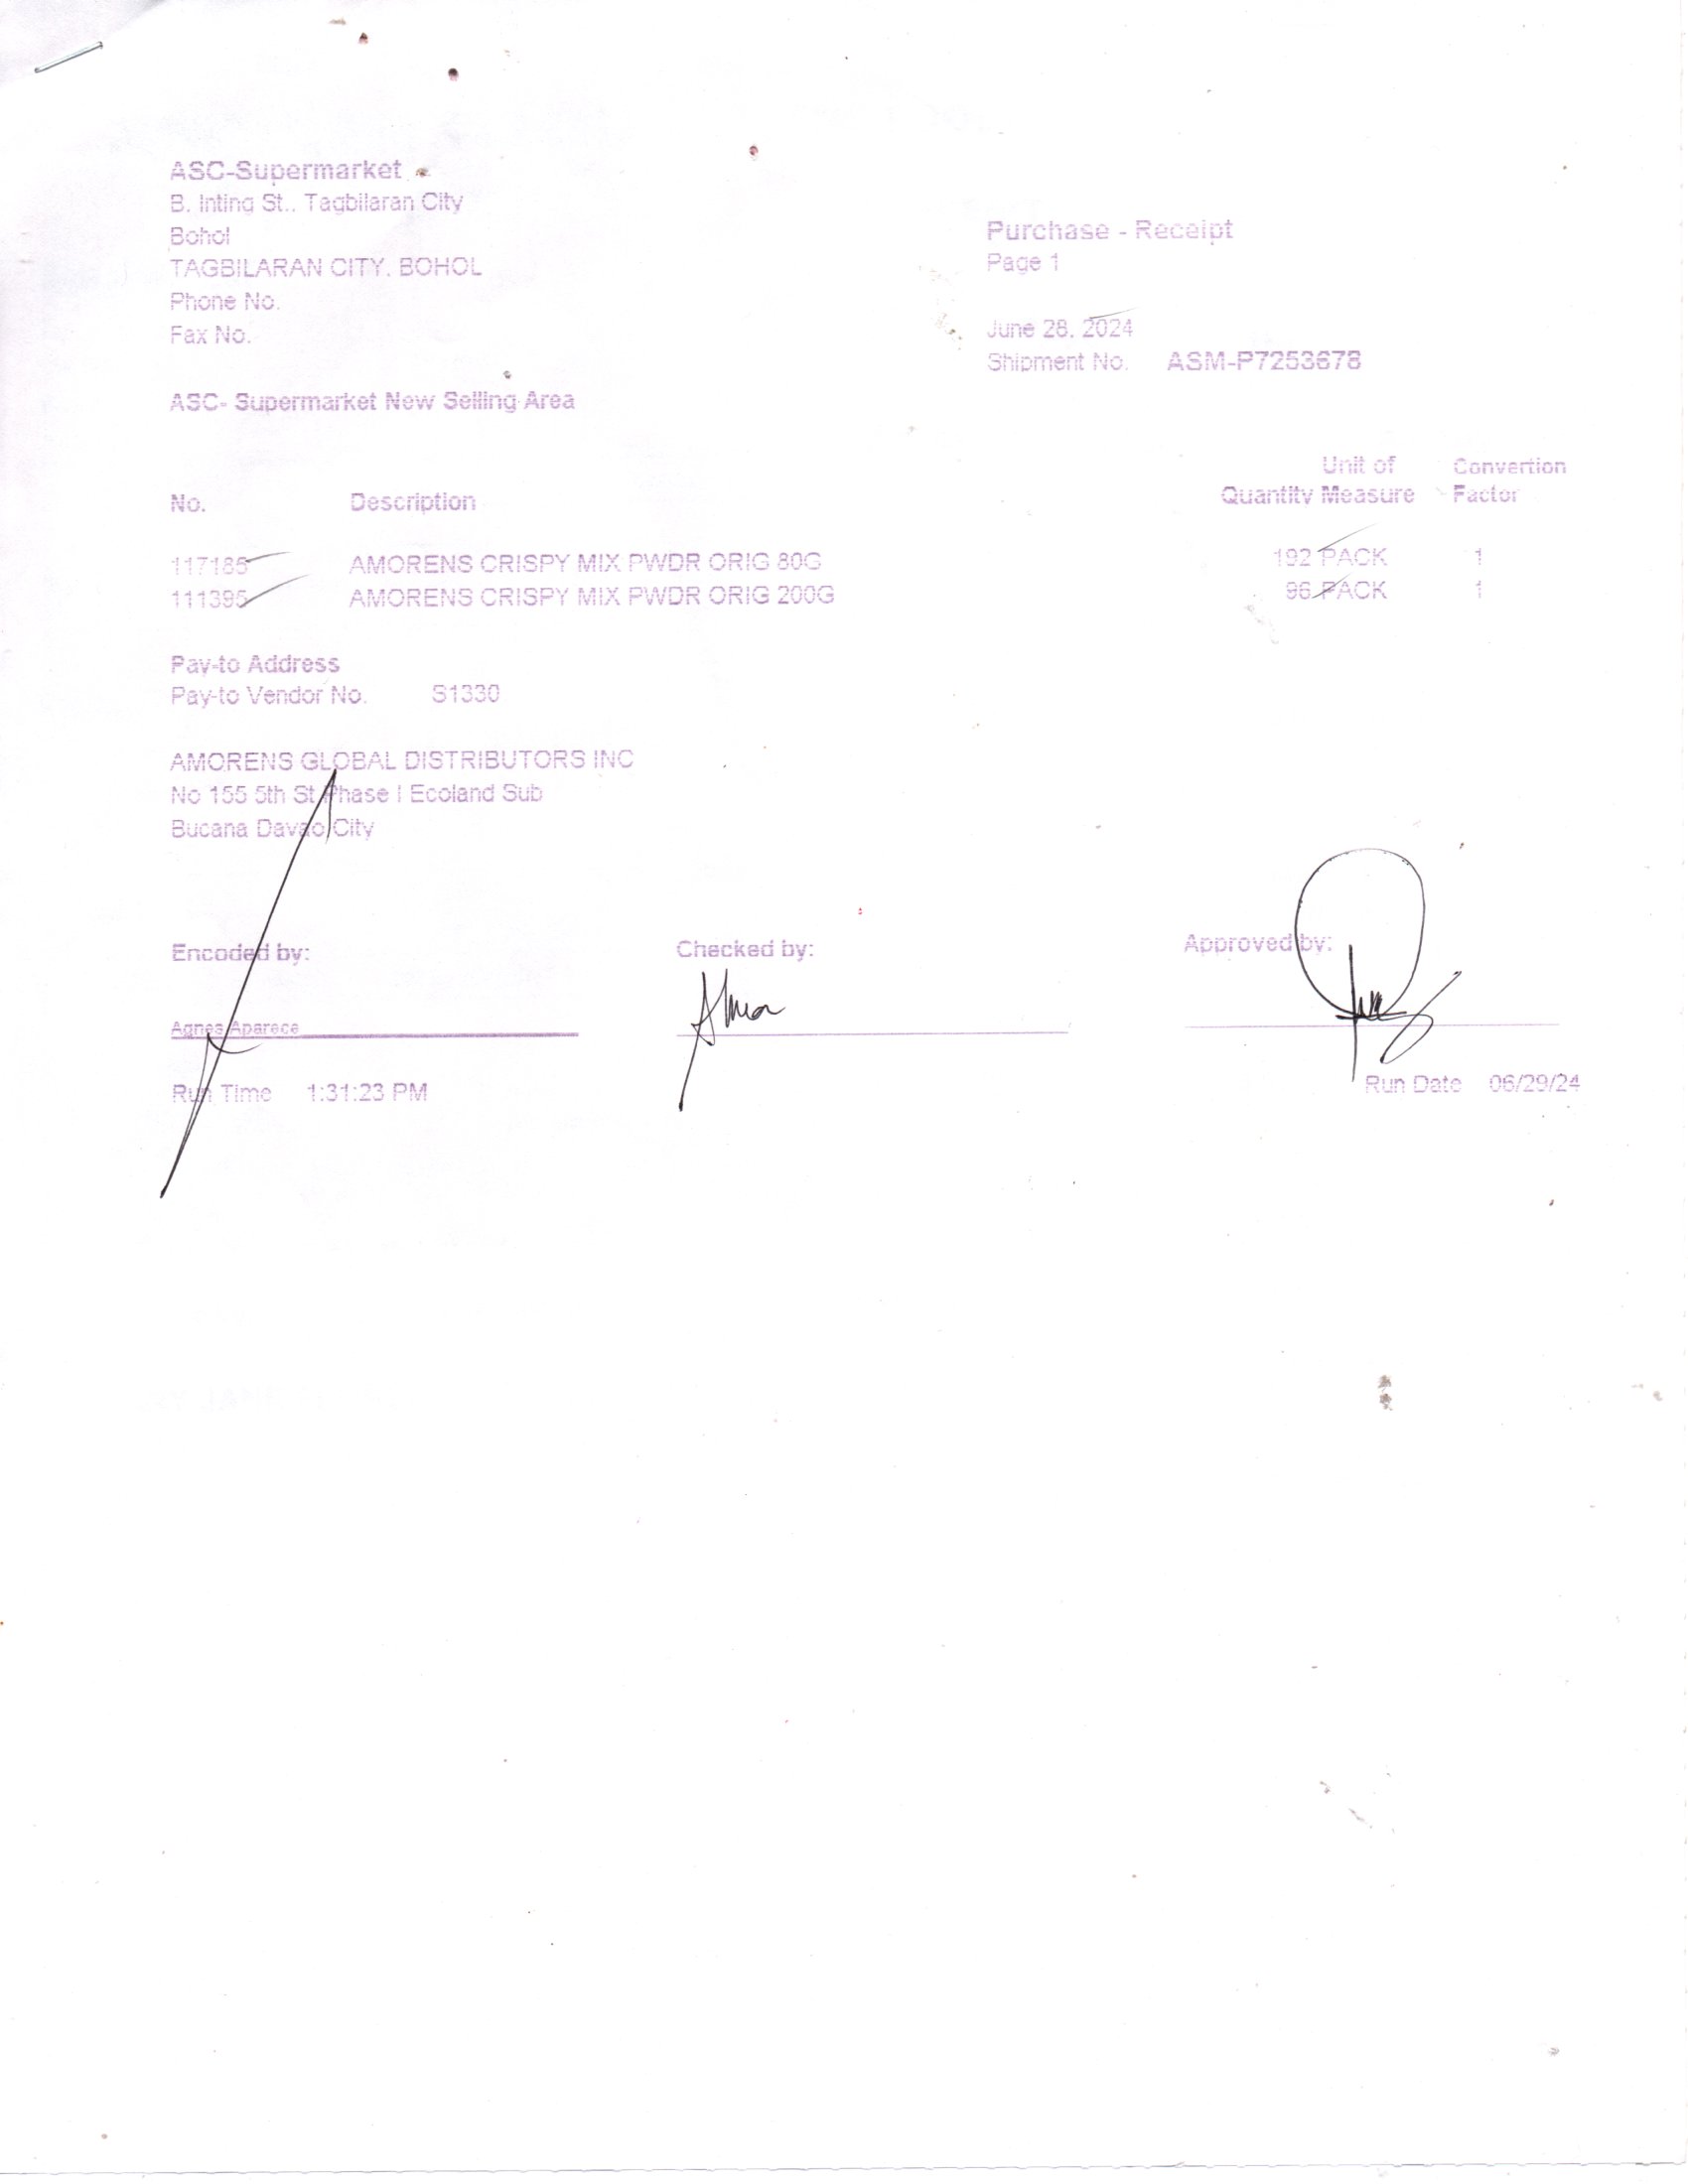 ASC-Supermarket
B. Inting St., Tagbilaran City
Bohol
TAGBILARAN CITY, BOHOL
Phone No.
Fax No.
Purchase - Receipt
Page 1
June 28, 2024
Shipment No. ASM-P7253678
ASC- Supermarket New Selling Area
No. Description Quantity Unit of Measure Convertion Factor
117185 AMORENS CRISPY MIX PWDR ORIG 80G 192 PACK 1
111395 AMORENS CRISPY MIX PWDR ORIG 200G 96 PACK 1
Pay-to Address
Pay-to Vendor No. S1330
AMORENS GLOBAL DISTRIBUTORS INC
No 155 5th St Phase I Ecoland Sub
Bucana Davao City
Encoded by: Checked by: Approved by:
Agnes Aparece
Run Time 1:31:23 PM Run Date 06/29/24